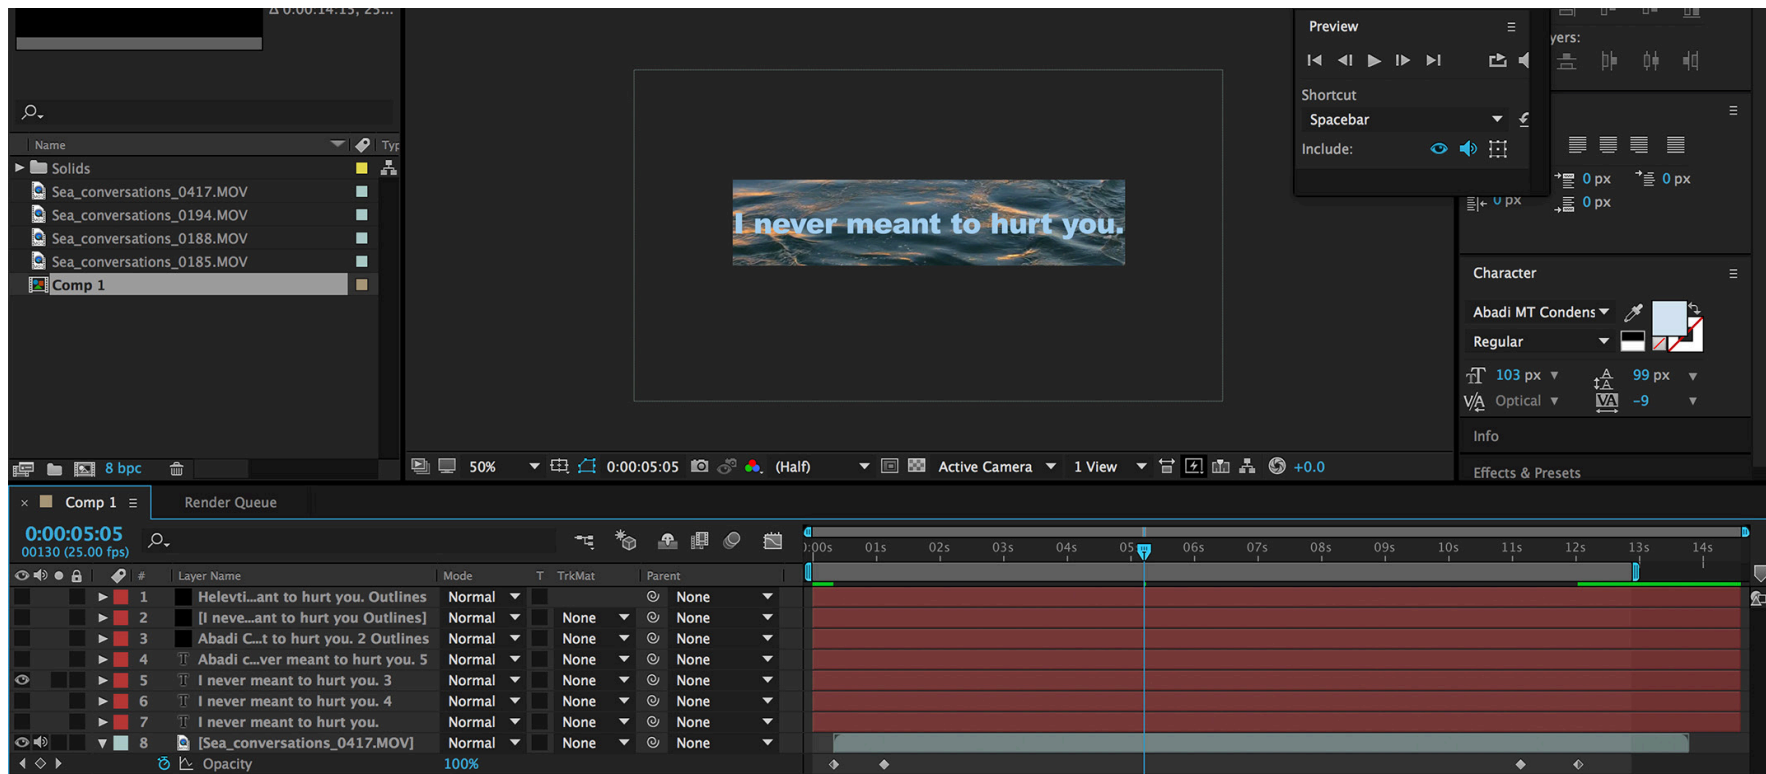 Δ 0:00:14:15, 25...
Preview
yers:
Shortcut
Spacebar
Include:
Name
Typ
Solids
Sea_conversations_0417.MOV
Sea_conversations_0194.MOV
Sea_conversations_0188.MOV
Sea_conversations_0185.MOV
Comp 1
I never meant to hurt you.
0 px
0 px
0 px
0 px
Character
Abadi MT Condens
Regular
103 px
99 px
Optical
-9
Info
Effects & Presets
8 bpc
50%
0:00:05:05
(Half)
Active Camera
1 View
+0.0
Comp 1
Render Queue
0:00:05:05
00130 (25.00 fps)
0:00s 01s 02s 03s 04s 05s 06s 07s 08s 09s 10s 11s 12s 13s 14s
# Layer Name Mode T TrkMat Parent
1 Helevti...ant to hurt you. Outlines Normal None
2 [I neve...ant to hurt you Outlines] Normal None None
3 Abadi C...t to hurt you. 2 Outlines Normal None None
4 T Abadi c...ver meant to hurt you. 5 Normal None None
5 T I never meant to hurt you. 3 Normal None None
6 T I never meant to hurt you. 4 Normal None None
7 T I never meant to hurt you. Normal None None
8 [Sea_conversations_0417.MOV] Normal None None
Opacity 100%